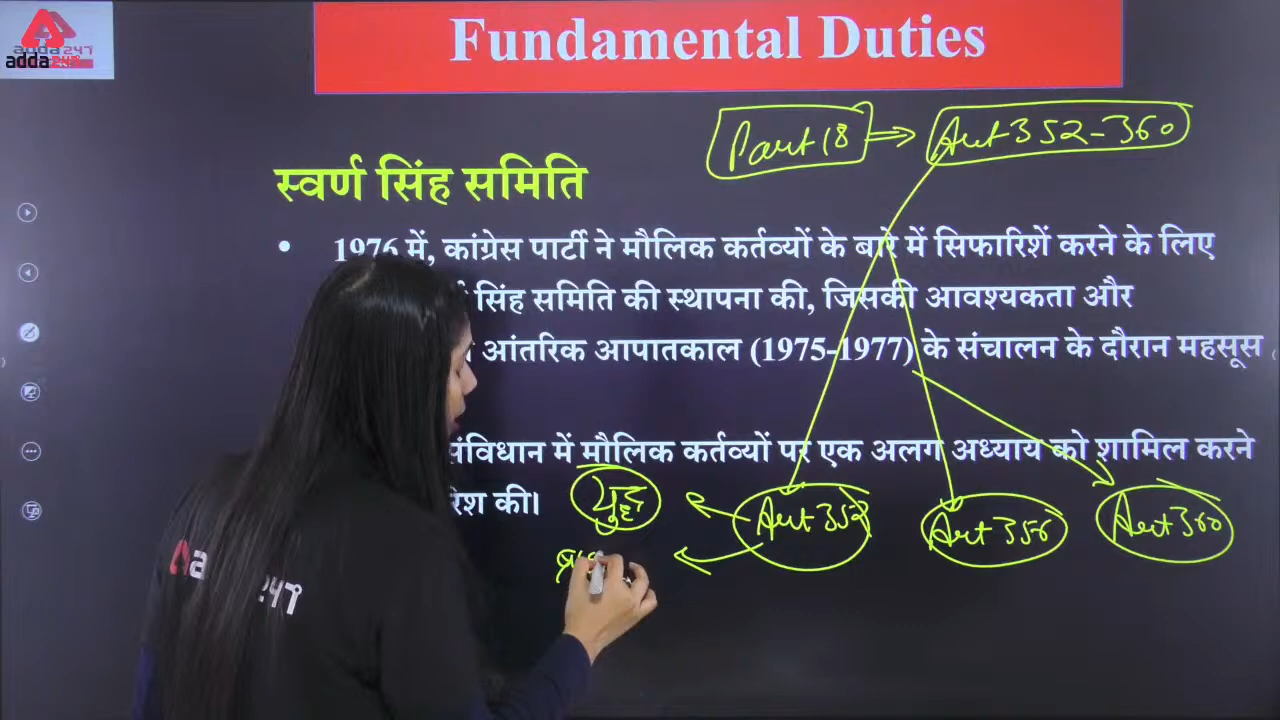 adda247
adda247
Fundamental Duties
Part 18 ⇒ Art 352-360
स्वर्ण सिंह समिति
• 1976 में, कांग्रेस पार्टी ने मौलिक कर्तव्यों के बारे में सिफारिशें करने के लिए
सिंह समिति की स्थापना की, जिसकी आवश्यकता और
आंतरिक आपातकाल (1975-1977) के संचालन के दौरान महसूस
संविधान में मौलिक कर्तव्यों पर एक अलग अध्याय को शामिल करने
की।
युद्ध Art 352 Art 356 Art 360
a 247